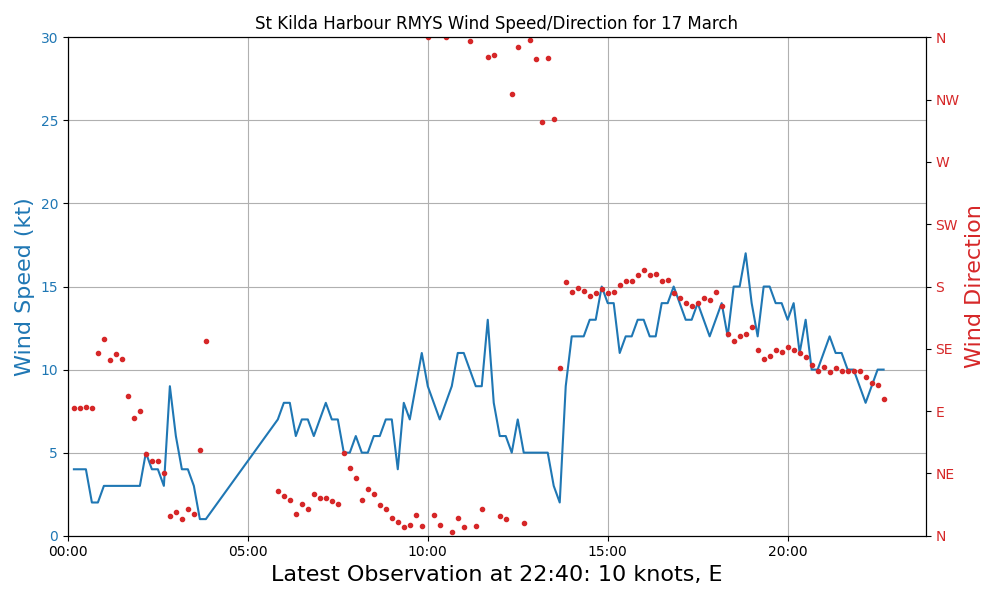 St Kilda Harbour RMYS Wind Speed/Direction for 17 March
Wind Speed (kt)
30
25
20
15
10
5
0
00:00 05:00 10:00 15:00 20:00
N
NW
W
SW
S
SE
E
NE
N
Wind Direction
Latest Observation at 22:40: 10 knots, E